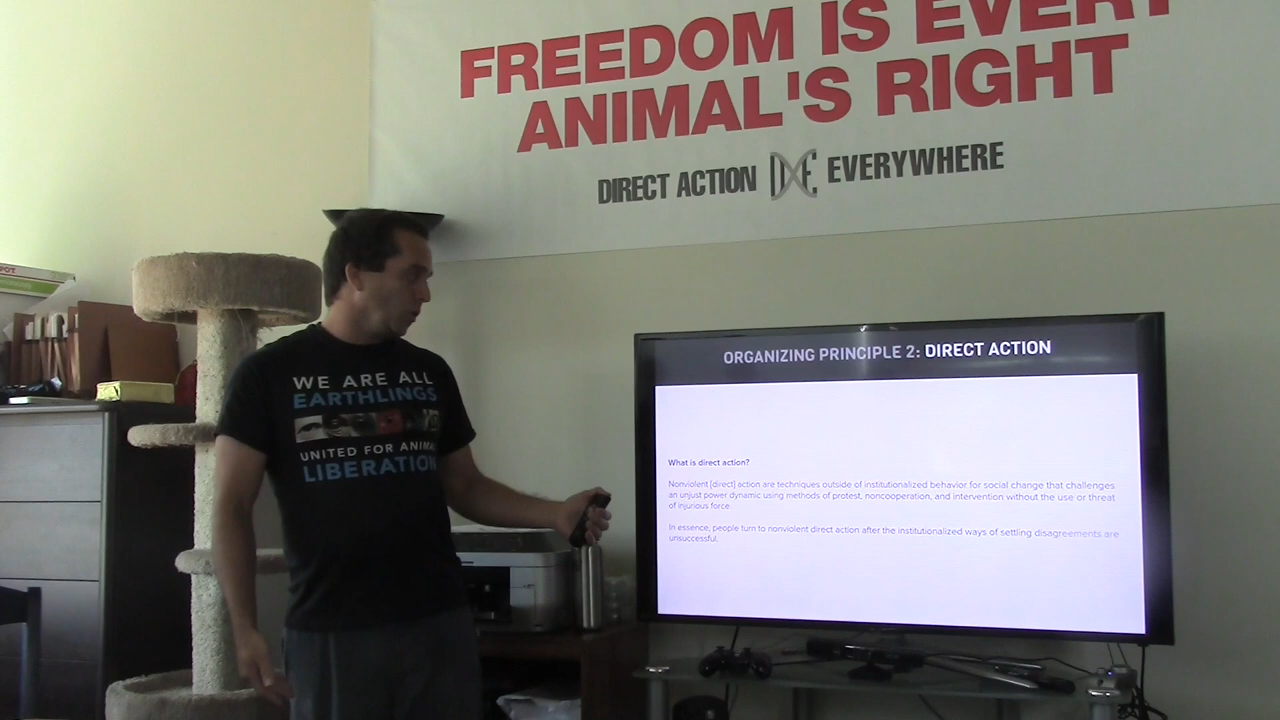 FREEDOM IS EVERY
ANIMAL'S RIGHT
DIRECT ACTION DXE EVERYWHERE
WE ARE ALL
EARTHLINGS
UNITED FOR ANIMAL
LIBERATION
ORGANIZING PRINCIPLE 2: DIRECT ACTION
What is direct action?
Nonviolent [direct] action are techniques outside of institutionalized behavior for social change that challenges
an unjust power dynamic using methods of protest, noncooperation, and intervention without the use or threat
of injurious force.
In essence, people turn to nonviolent direct action after the institutionalized ways of settling disagreements are
unsuccessful.